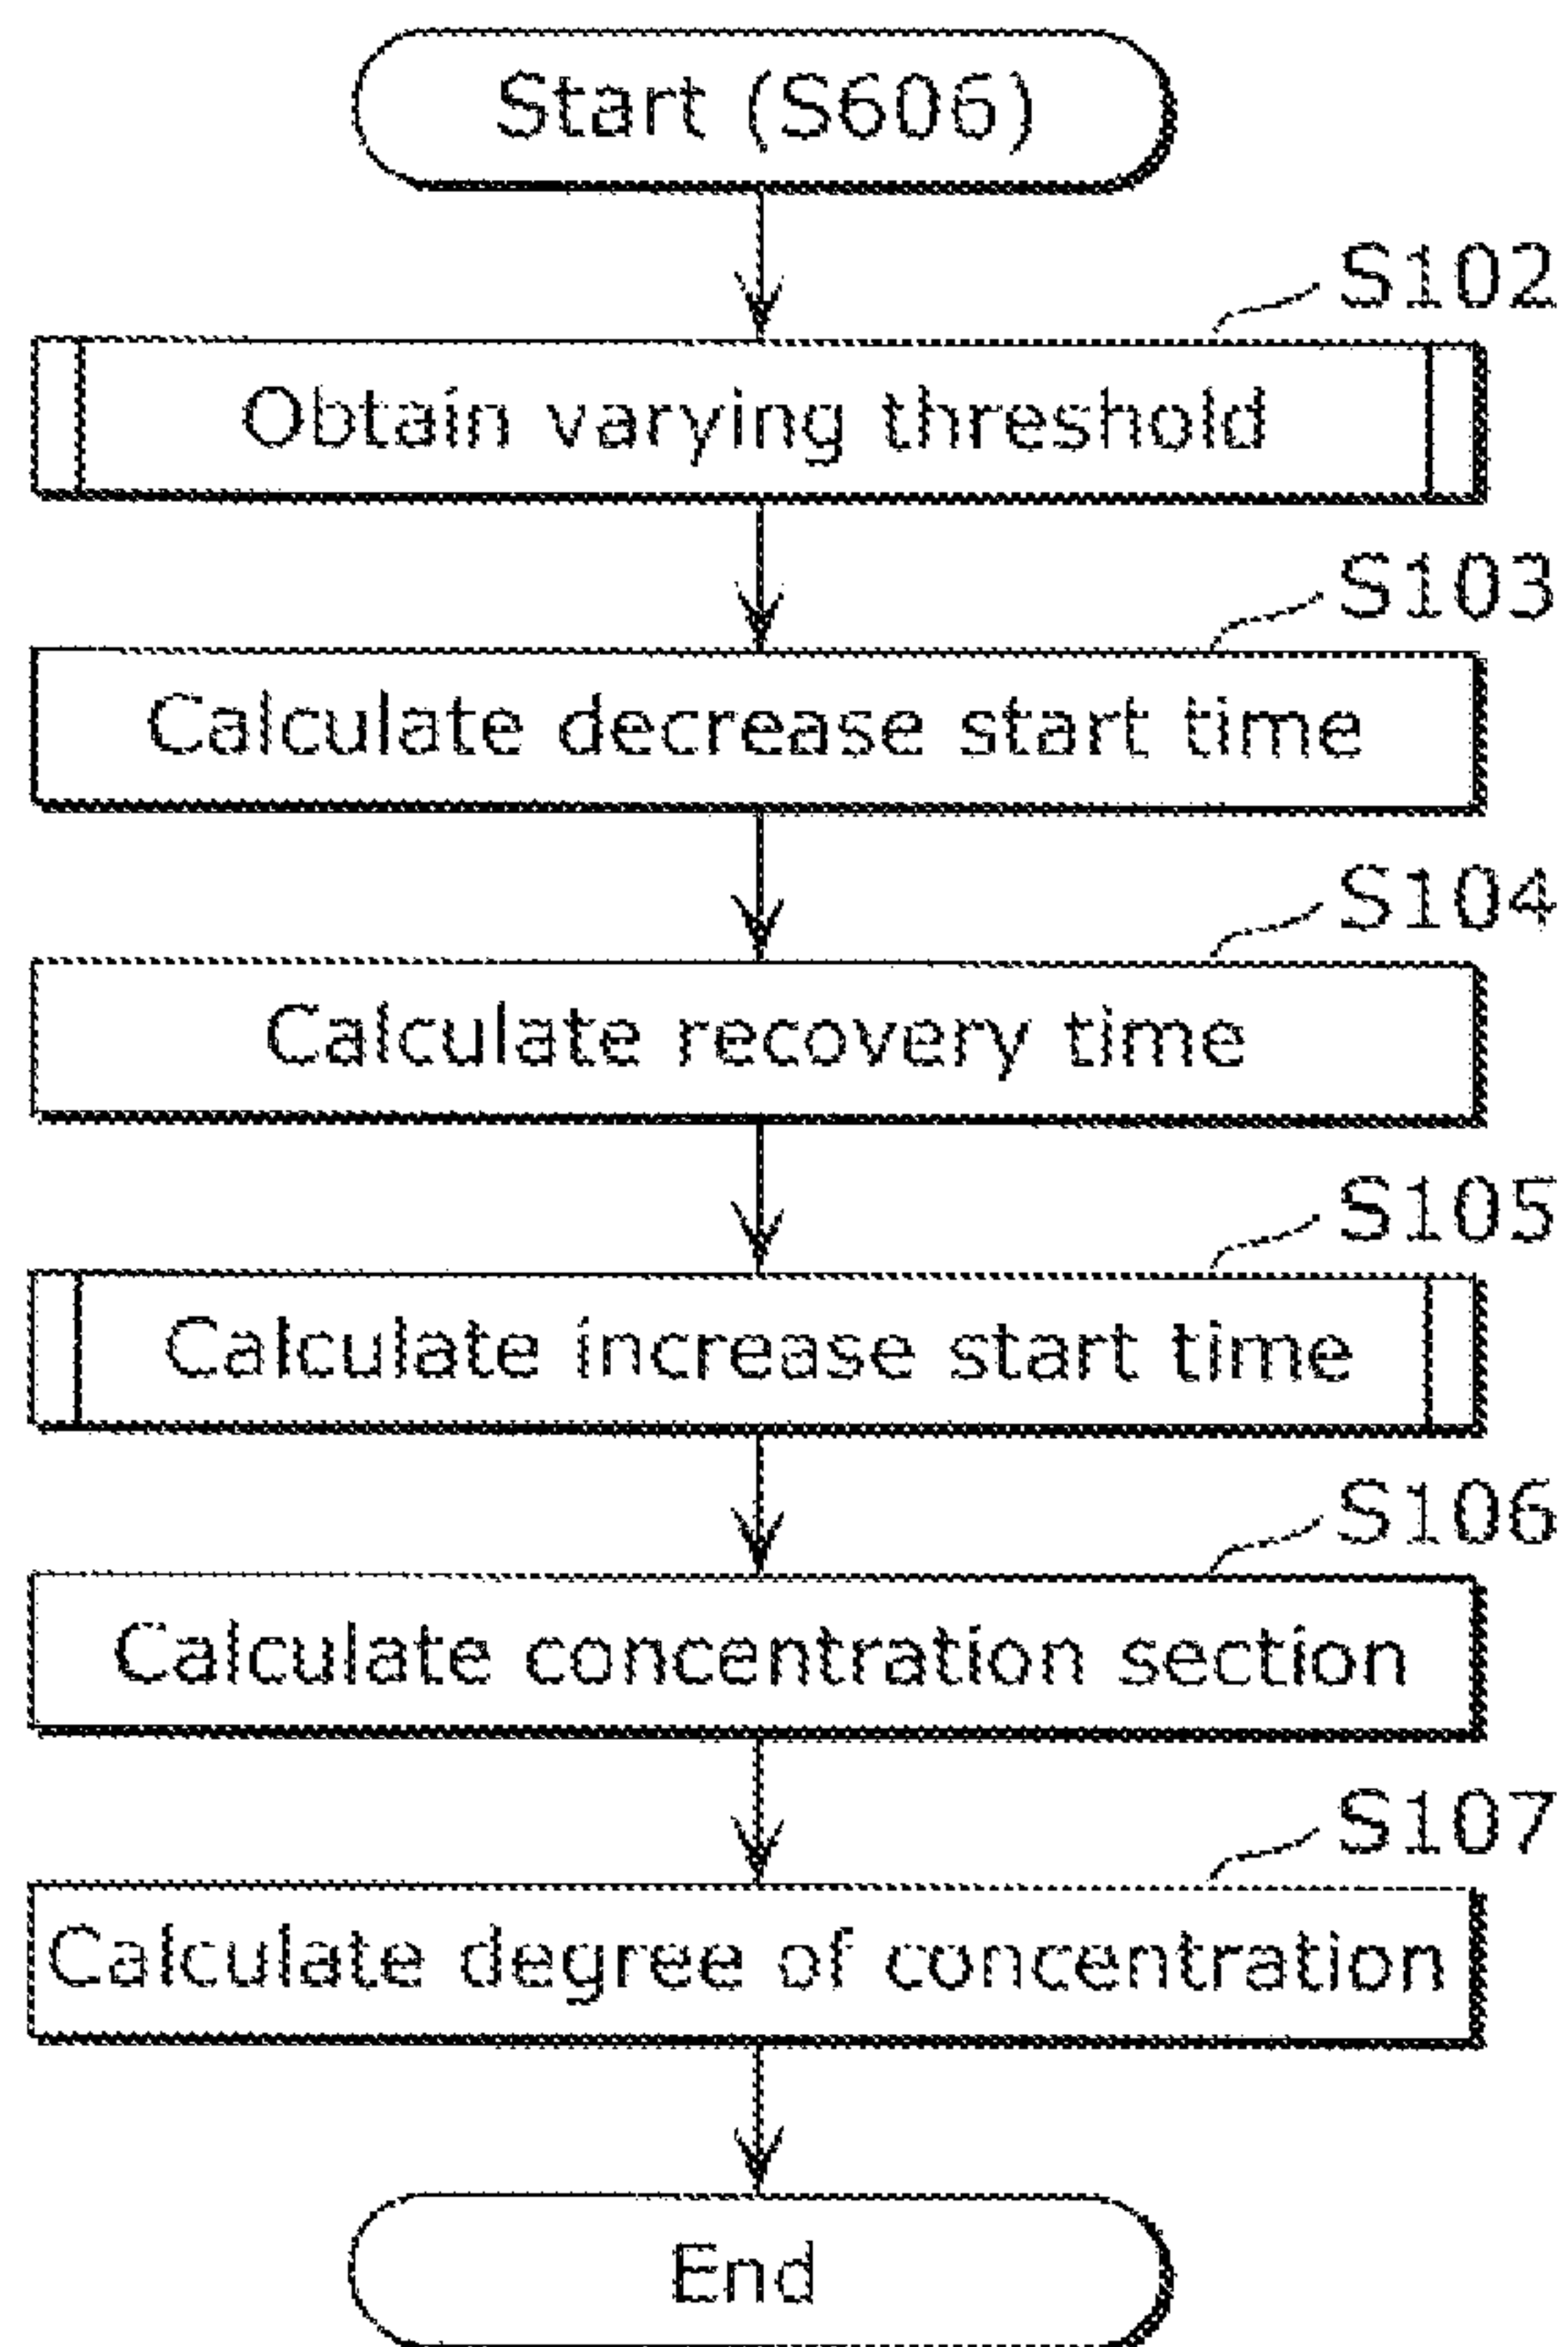 Start (S606)
S102
Obtain varying threshold
S103
Calculate decrease start time
S104
Calculate recovery time
S105
Calculate increase start time
S106
Calculate concentration section
S107
Calculate degree of concentration
End